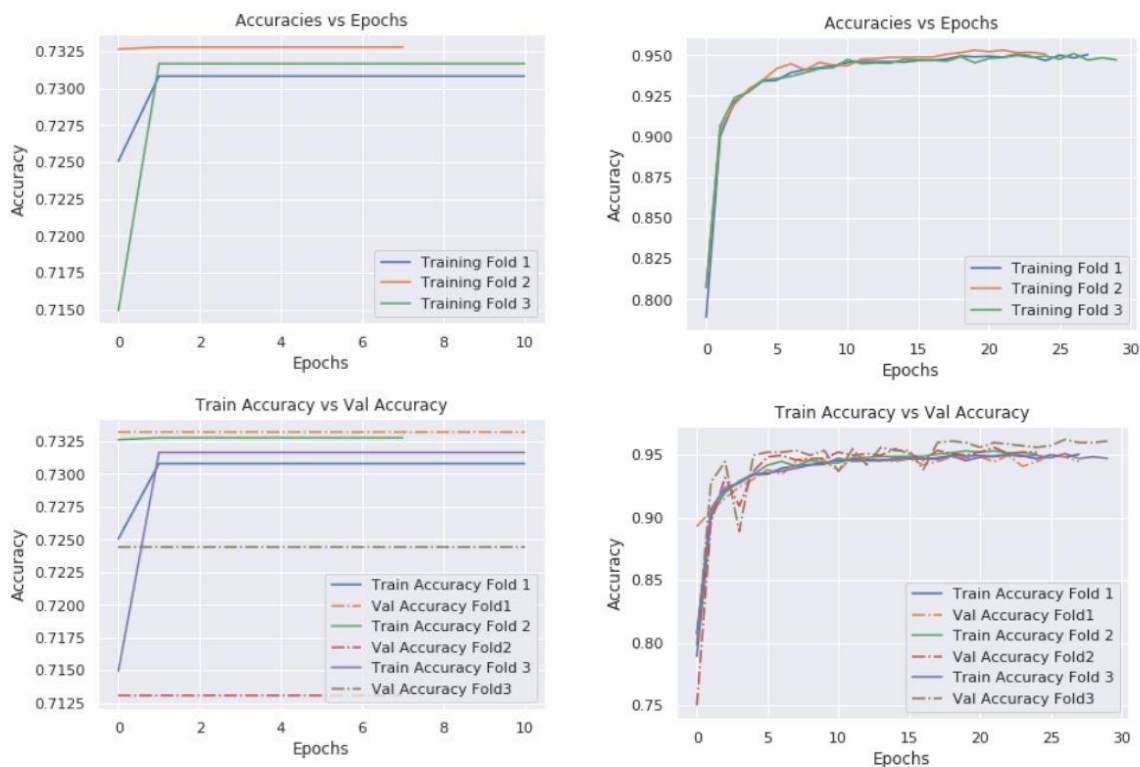 Accuracies vs Epochs
0.7325
0.7300
0.7275
0.7250
0.7225
0.7200
0.7175
0.7150
Accuracy
Training Fold 1
Training Fold 2
Training Fold 3
0 2 4 6 8 10
Epochs
Accuracies vs Epochs
0.950
0.925
0.900
0.875
0.850
0.825
0.800
Accuracy
Training Fold 1
Training Fold 2
Training Fold 3
0 5 10 15 20 25 30
Epochs
Train Accuracy vs Val Accuracy
0.7325
0.7300
0.7275
0.7250
0.7225
0.7200
0.7175
0.7150
0.7125
Accuracy
Train Accuracy Fold 1
Val Accuracy Fold1
Train Accuracy Fold 2
Val Accuracy Fold2
Train Accuracy Fold 3
Val Accuracy Fold3
0 2 4 6 8 10
Epochs
Train Accuracy vs Val Accuracy
0.95
0.90
0.85
0.80
0.75
Accuracy
Train Accuracy Fold 1
Val Accuracy Fold1
Train Accuracy Fold 2
Val Accuracy Fold2
Train Accuracy Fold 3
Val Accuracy Fold3
0 5 10 15 20 25 30
Epochs